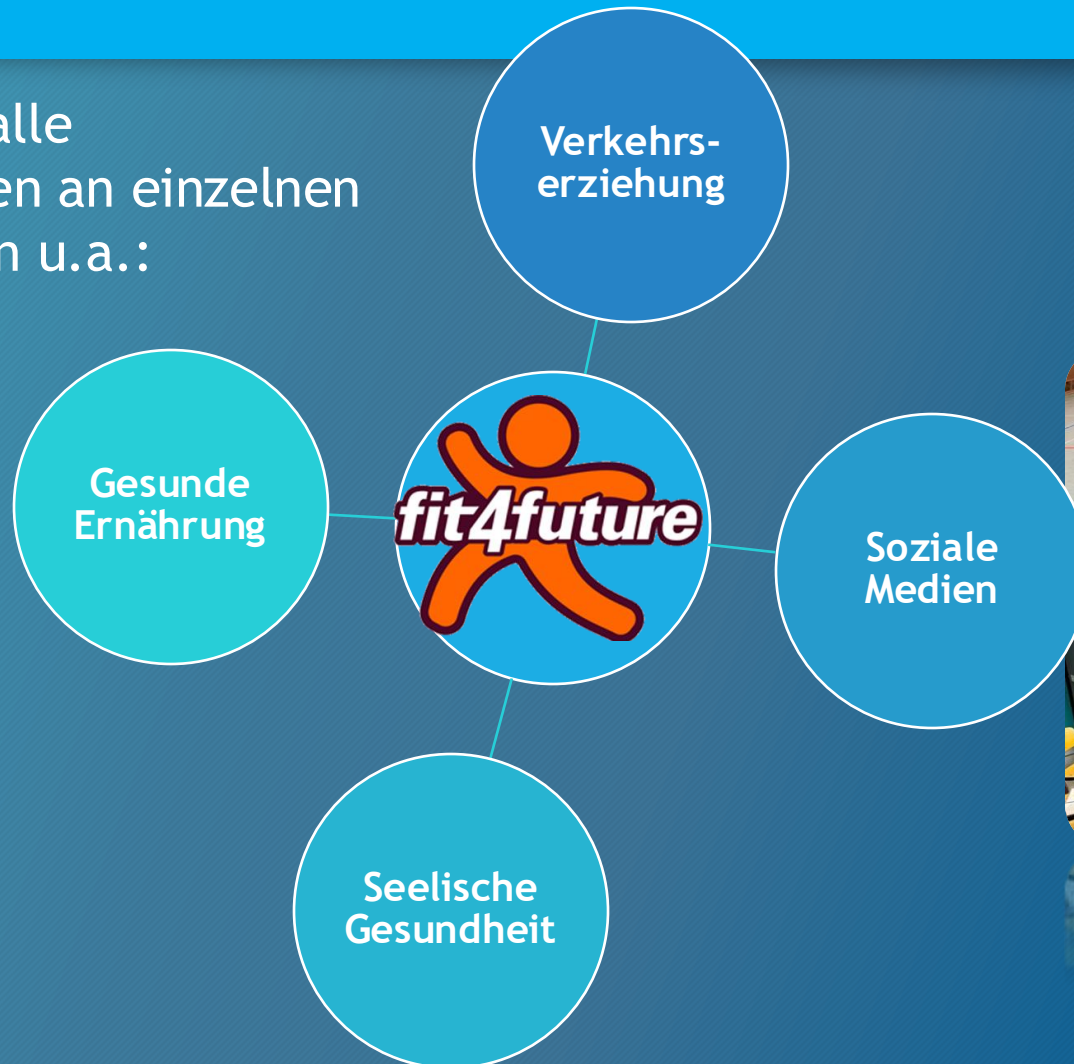 alle
en an einzelnen
u.a.:
Verkehrs-
erziehung
Gesunde
Ernährung
fit4future
Soziale
Medien
Seelische
Gesundheit